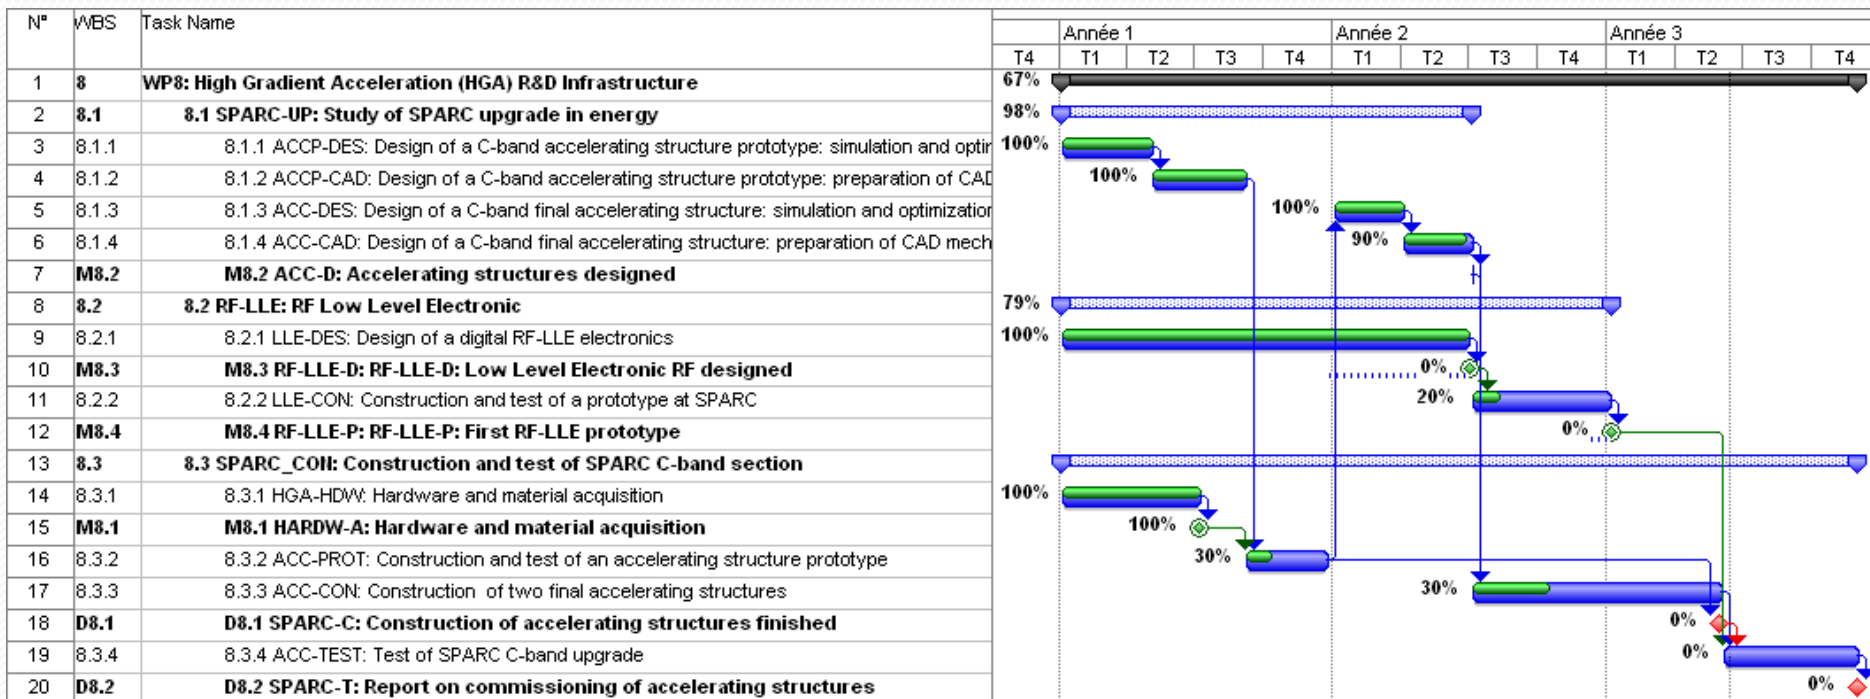 N° WBS Task Name
Année 1 Année 2 Année 3
T4 T1 T2 T3 T4 T1 T2 T3 T4 T1 T2 T3 T4
1 8 WP8: High Gradient Acceleration (HGA) R&D Infrastructure 67%
2 8.1 8.1 SPARC-UP: Study of SPARC upgrade in energy 98%
3 8.1.1 8.1.1 ACCP-DES: Design of a C-band accelerating structure prototype: simulation and optir 100%
4 8.1.2 8.1.2 ACCP-CAD: Design of a C-band accelerating structure prototype: preparation of CAD 100%
5 8.1.3 8.1.3 ACC-DES: Design of a C-band final accelerating structure: simulation and optimization 100%
6 8.1.4 8.1.4 ACC-CAD: Design of a C-band final accelerating structure: preparation of CAD mech 90%
7 M8.2 M8.2 ACC-D: Accelerating structures designed
8 8.2 8.2 RF-LLE: RF Low Level Electronic 79%
9 8.2.1 8.2.1 LLE-DES: Design of a digital RF-LLE electronics 100%
10 M8.3 M8.3 RF-LLE-D: RF-LLE-D: Low Level Electronic RF designed 0%
11 8.2.2 8.2.2 LLE-CON: Construction and test of a prototype at SPARC 20%
12 M8.4 M8.4 RF-LLE-P: RF-LLE-P: First RF-LLE prototype 0%
13 8.3 8.3 SPARC_CON: Construction and test of SPARC C-band section
14 8.3.1 8.3.1 HGA-HDW: Hardware and material acquisition 100%
15 M8.1 M8.1 HARDW-A: Hardware and material acquisition 100%
16 8.3.2 8.3.2 ACC-PROT: Construction and test of an accelerating structure prototype 30%
17 8.3.3 8.3.3 ACC-CON: Construction of two final accelerating structures 30%
18 D8.1 D8.1 SPARC-C: Construction of accelerating structures finished 0%
19 8.3.4 8.3.4 ACC-TEST: Test of SPARC C-band upgrade 0%
20 D8.2 D8.2 SPARC-T: Report on commissioning of accelerating structures 0%